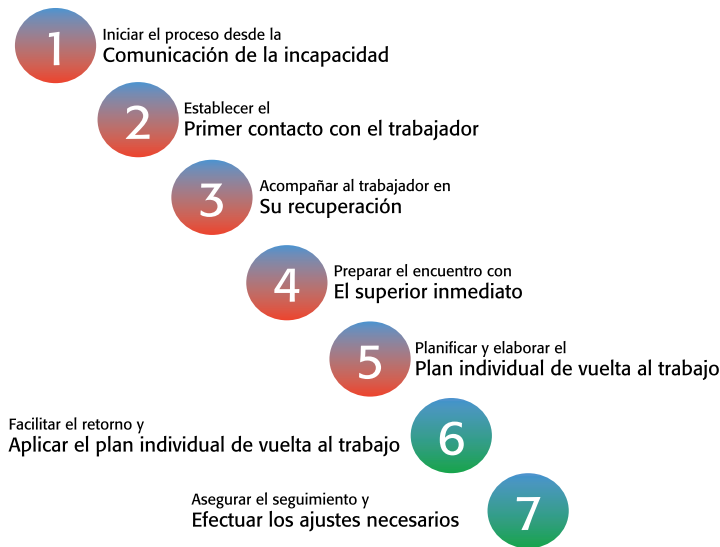 1
Iniciar el proceso desde la
Comunicación de la incapacidad
2
Establecer el
Primer contacto con el trabajador
3
Acompañar al trabajador en
Su recuperación
4
Preparar el encuentro con
El superior inmediato
5
Planificar y elaborar el
Plan individual de vuelta al trabajo
Facilitar el retorno y
Aplicar el plan individual de vuelta al trabajo
6
Asegurar el seguimiento y
Efectuar los ajustes necesarios
7